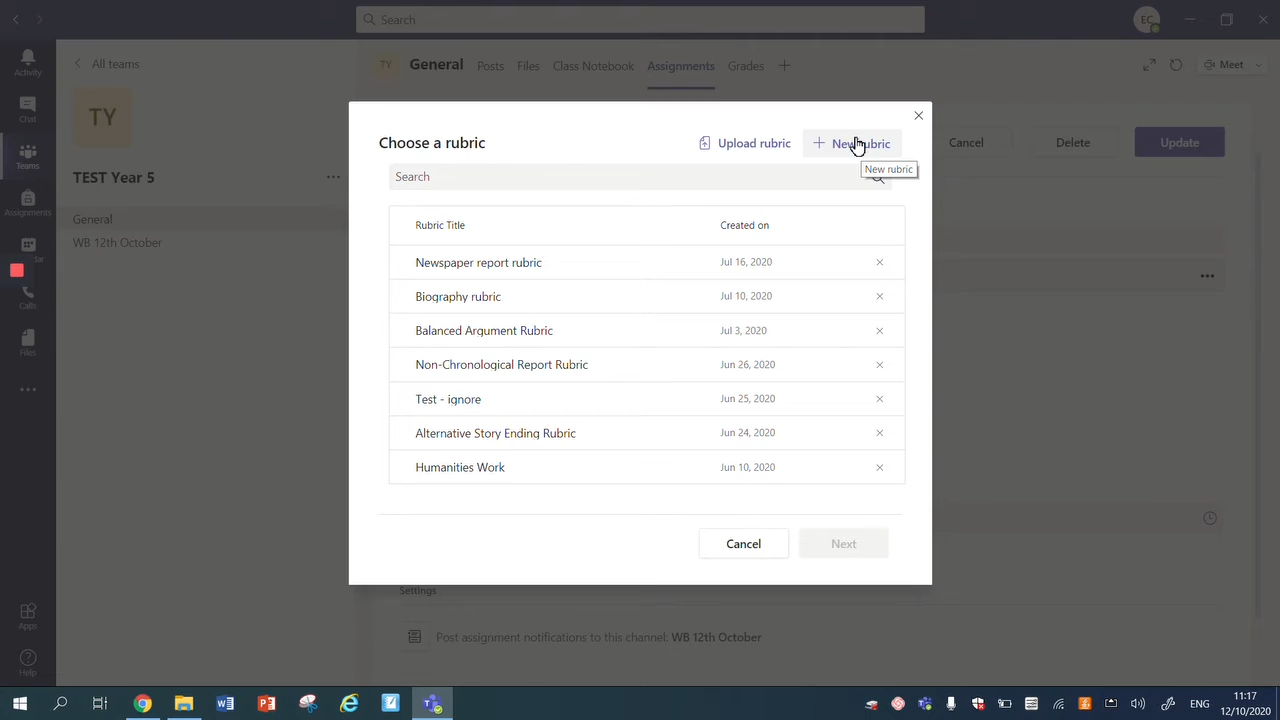 Search
EC
Activity
Chat
Teams
Assignments
Calls
Files
Apps
Help
All teams
TY
TEST Year 5
General
WB 12th October
TY
General
Posts
Files
Class Notebook
Assignments
Grades
Meet
Cancel
Delete
Update
Choose a rubric
Upload rubric
New rubric
New rubric
Search
Rubric Title
Created on
Newspaper report rubric
Jul 16, 2020
Biography rubric
Jul 10, 2020
Balanced Argument Rubric
Jul 3, 2020
Non-Chronological Report Rubric
Jun 26, 2020
Test - ignore
Jun 25, 2020
Alternative Story Ending Rubric
Jun 24, 2020
Humanities Work
Jun 10, 2020
Cancel
Next
Settings
Post assignment notifications to this channel: WB 12th October
ENG
11:17
12/10/2020